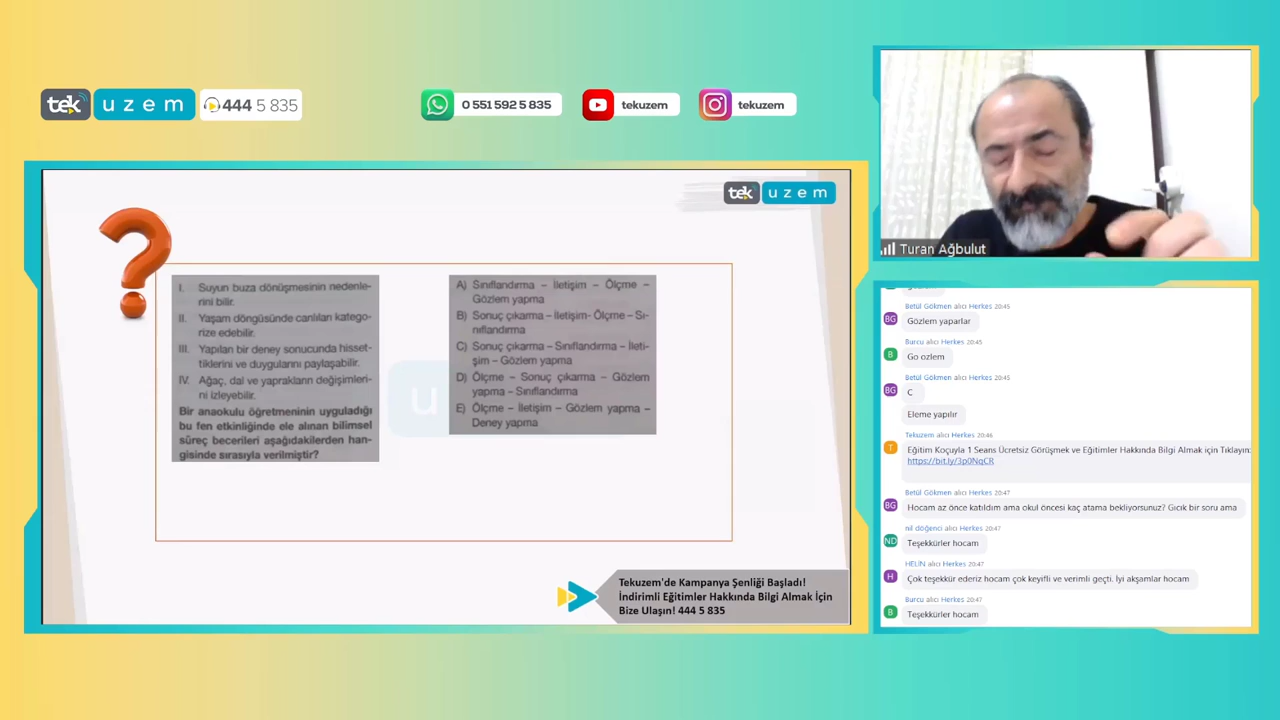 tek uzem 444 5 835
0 551 592 5 835
tekuzem
tekuzem
tek uzem
I. Suyun buza dönüşmesinin nedenle-
rini bilir.
II. Yaşam döngüsünde canlıları katego-
rize edebilir.
III. Yapılan bir deney sonucunda hisset-
tiklerini ve duygularını paylaşabilir.
IV. Ağaç, dal ve yaprakların değişimleri-
ni izleyebilir.
Bir anaokulu öğretmeninin uyguladığı
bu fen etkinliğinde ele alınan bilimsel
süreç becerileri aşağıdakilerden han-
gisinde sırasıyla verilmiştir?
A) Sınıflandırma – İletişim – Ölçme –
Gözlem yapma
B) Sonuç çıkarma – İletişim- Ölçme – Sı-
nıflandırma
C) Sonuç çıkarma – Sınıflandırma – İleti-
şim – Gözlem yapma
D) Ölçme – Sonuç çıkarma – Gözlem
yapma – Sınıflandırma
E) Ölçme – İletişim – Gözlem yapma –
Deney yapma
u
Tekuzem'de Kampanya Şenliği Başladı!
İndirimli Eğitimler Hakkında Bilgi Almak İçin
Bize Ulaşın! 444 5 835
Turan Ağbulut
Betül Gökmen alıcı Herkes 20:45
BG Gözlem yaparlar
Burcu alıcı Herkes 20:45
B Go ozlem
Betül Gökmen alıcı Herkes 20:45
BG C
Eleme yapılır
Tekuzem alıcı Herkes 20:46
T Eğitim Koçuyla 1 Seans Ücretsiz Görüşmek ve Eğitimler Hakkında Bilgi Almak için Tıklayın:
https://bit.ly/3p0NqCR
Betül Gökmen alıcı Herkes 20:47
BG Hocam az önce katıldım ama okul öncesi kaç atama bekliyorsunuz? Gıcık bir soru ama
nil döğenci alıcı Herkes 20:47
ND Teşekkürler hocam
HELİN alıcı Herkes 20:47
H Çok teşekkür ederiz hocam çok keyifli ve verimli geçti. İyi akşamlar hocam
Burcu alıcı Herkes 20:47
B Teşekkürler hocam